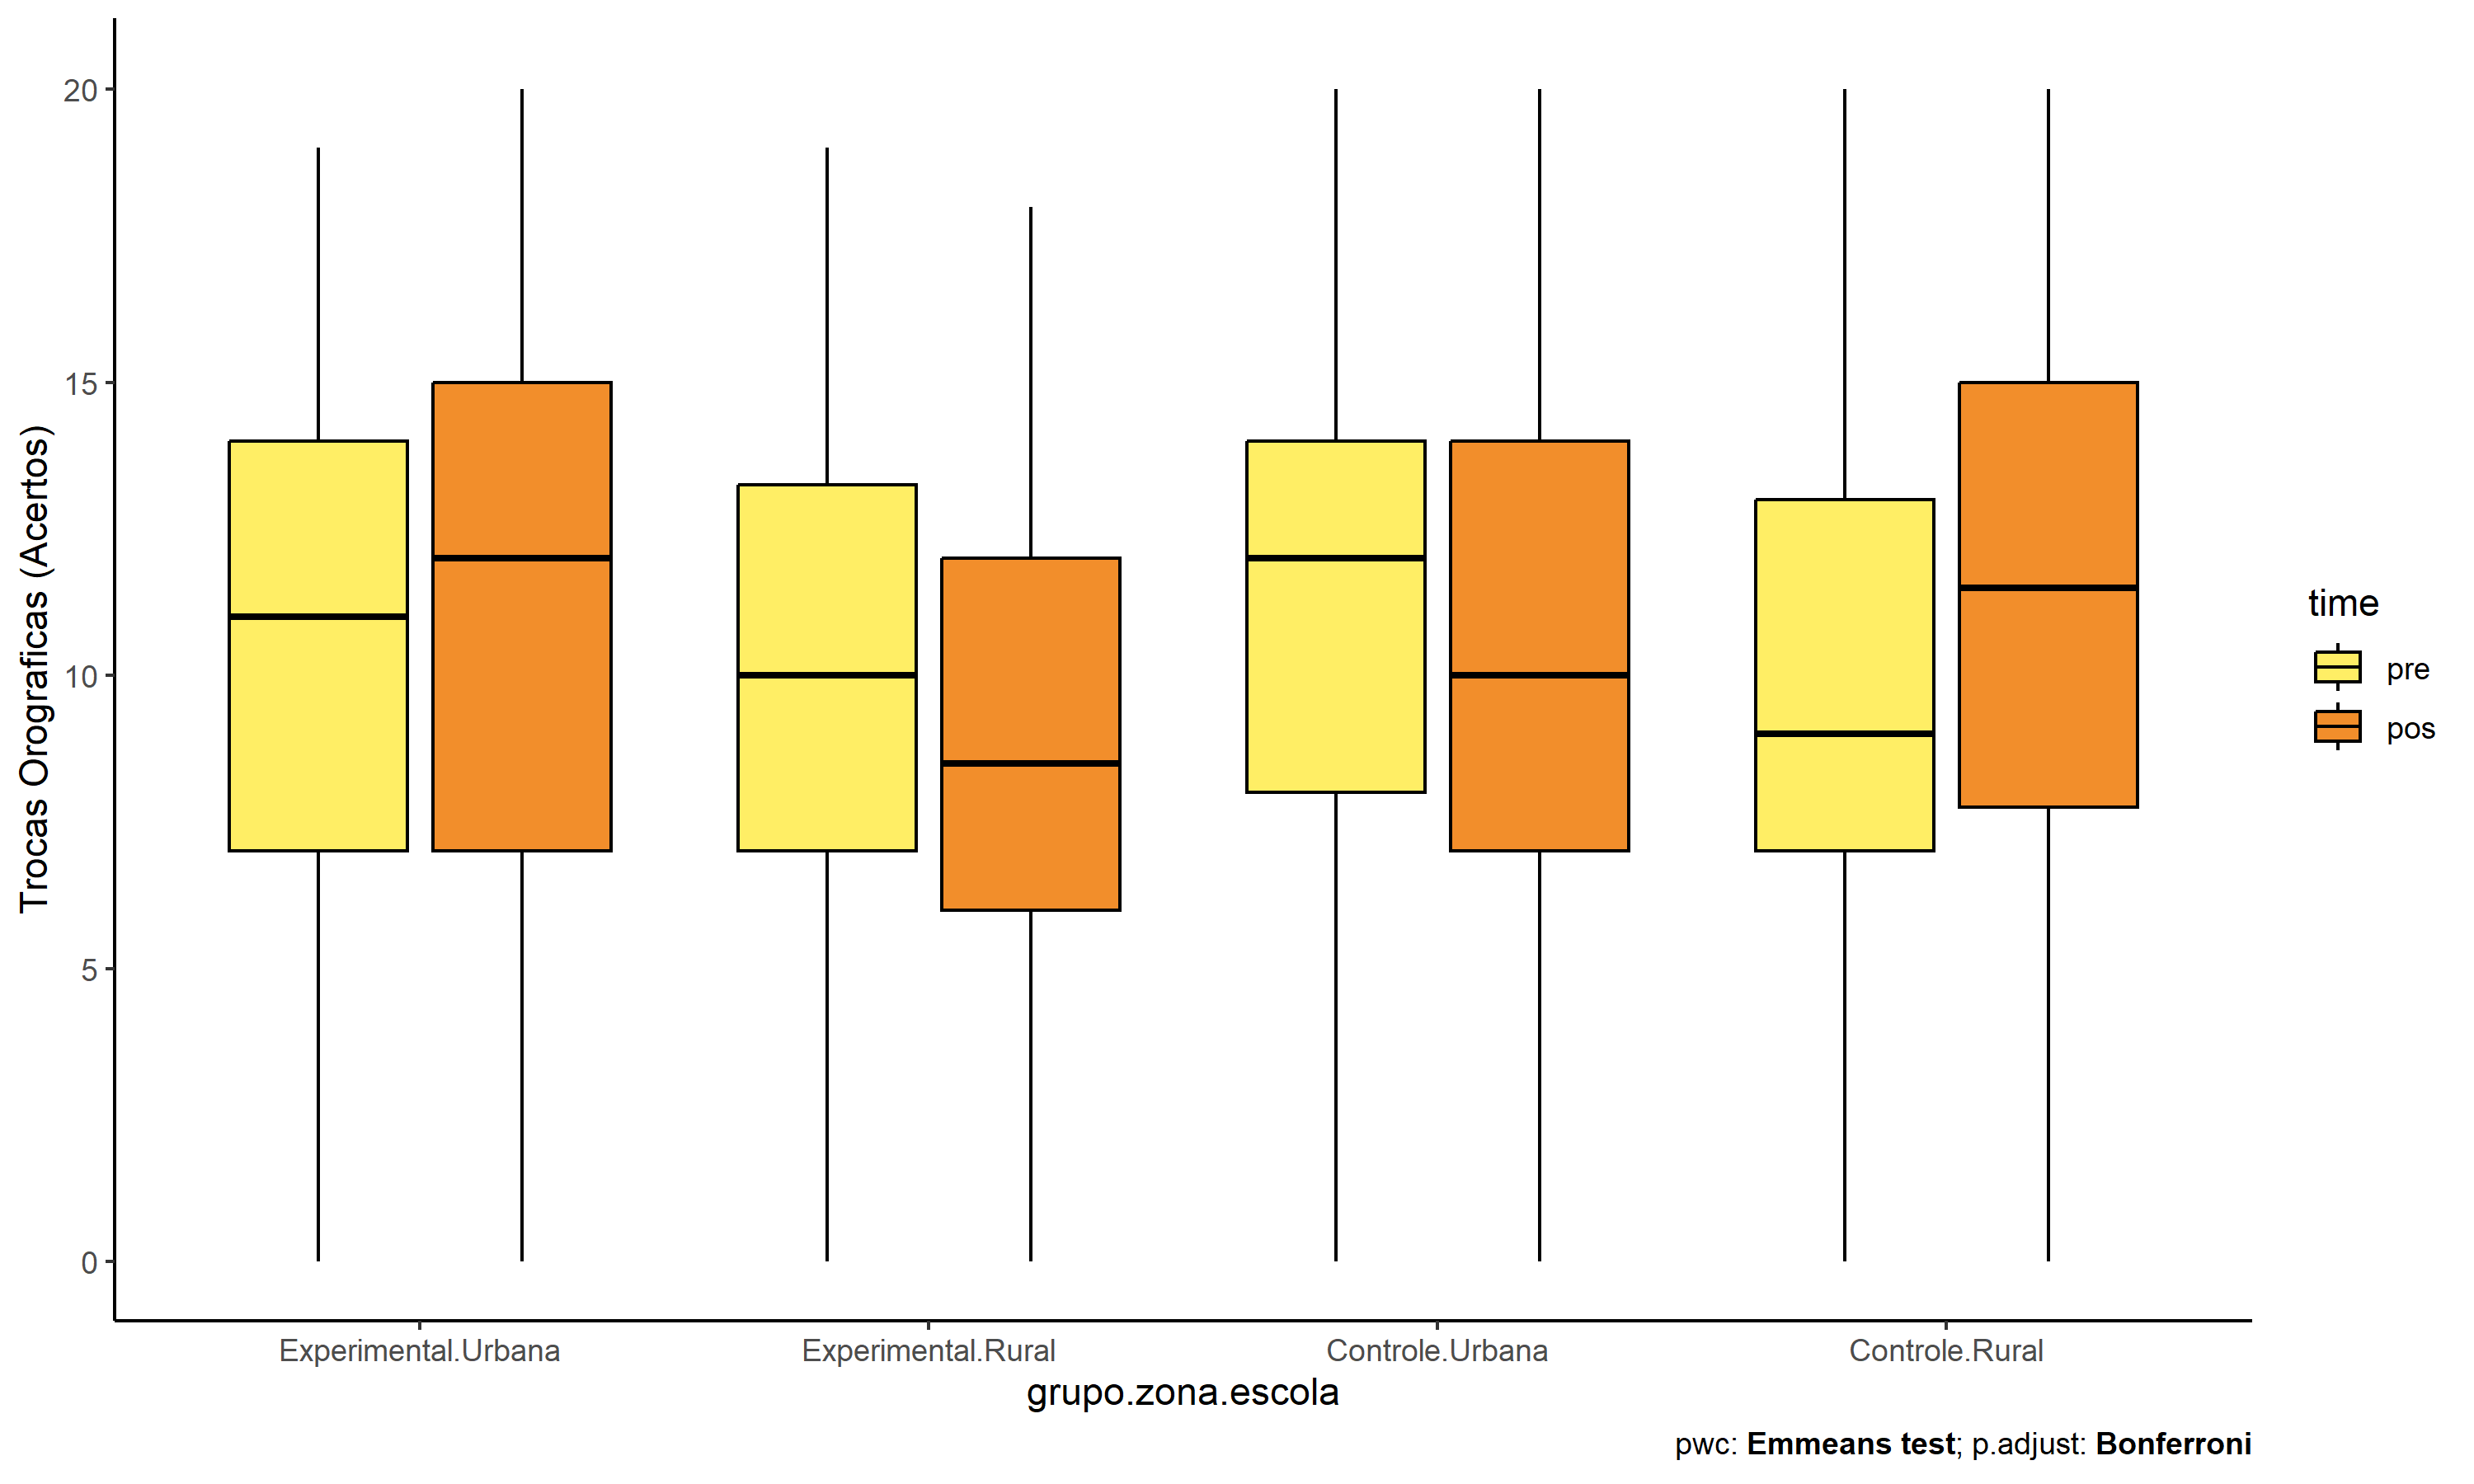 Trocas Orograficas (Acertos)
20
15
10
5
0
Experimental.Urbana
Experimental.Rural
Controle.Urbana
Controle.Rural
grupo.zona.escola
time
pre
pos
pwc: Emmeans test; p.adjust: Bonferroni